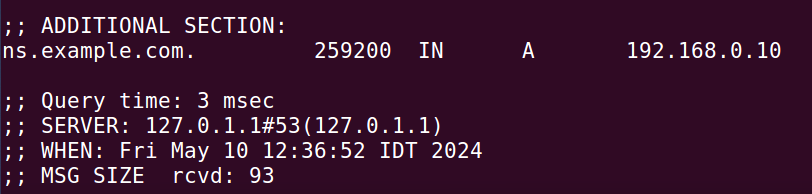 ;; ADDITIONAL SECTION:
ns.example.com. 259200 IN A 192.168.0.10
;; Query time: 3 msec
;; SERVER: 127.0.1.1#53(127.0.1.1)
;; WHEN: Fri May 10 12:36:52 IDT 2024
;; MSG SIZE rcvd: 93